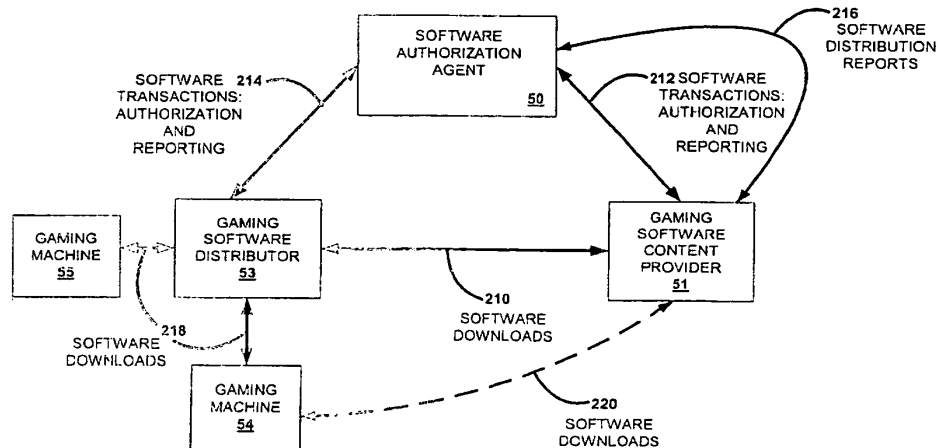 SOFTWARE
AUTHORIZATION
AGENT
50
216
SOFTWARE
DISTRIBUTION
REPORTS
SOFTWARE 214
TRANSACTIONS:
AUTHORIZATION
AND
REPORTING
212 SOFTWARE
TRANSACTIONS:
AUTHORIZATION
AND
REPORTING
GAMING
MACHINE
55
GAMING
SOFTWARE
DISTRIBUTOR
53
GAMING
SOFTWARE
CONTENT
PROVIDER
51
210
SOFTWARE
DOWNLOADS
218
SOFTWARE
DOWNLOADS
GAMING
MACHINE
54
220
SOFTWARE
DOWNLOADS